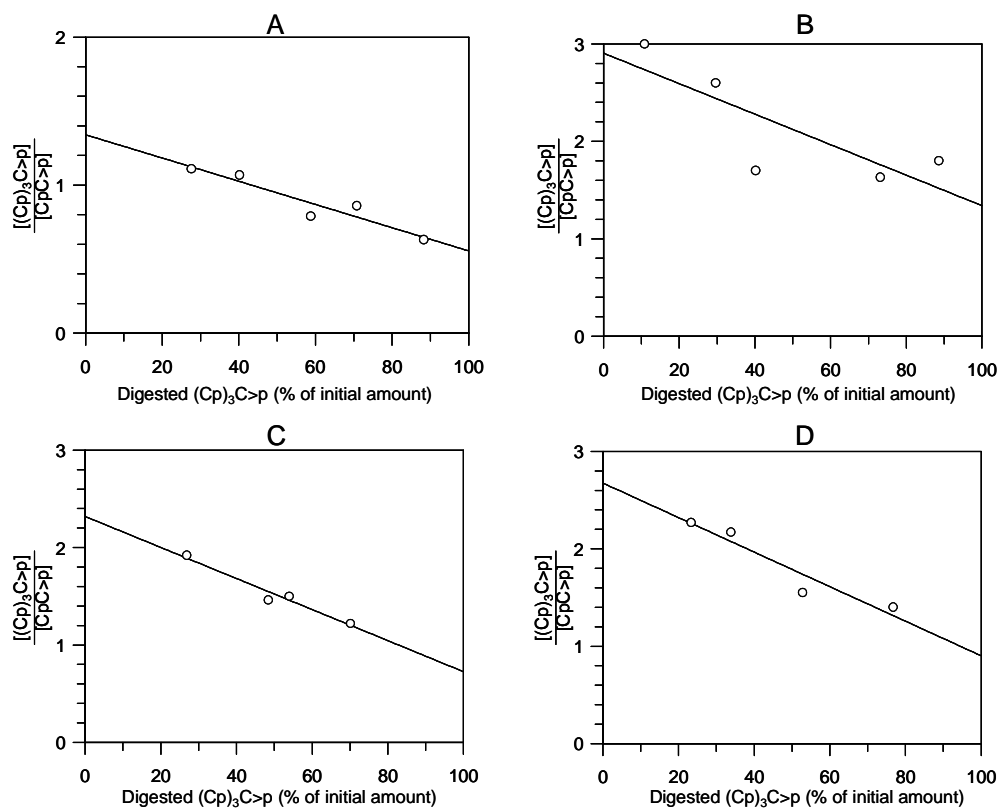 A
2
1
0
0 20 40 60 80 100
[(Cp)₃C>p]
[CpC>p]
Digested (Cp)₃C>p (% of initial amount)
B
3
2
1
0
0 20 40 60 80 100
[(Cp)₃C>p]
[CpC>p]
Digested (Cp)₃C>p (% of initial amount)
C
3
2
1
0
0 20 40 60 80 100
[(Cp)₃C>p]
[CpC>p]
Digested (Cp)₃C>p (% of initial amount)
D
3
2
1
0
0 20 40 60 80 100
[(Cp)₃C>p]
[CpC>p]
Digested (Cp)₃C>p (% of initial amount)